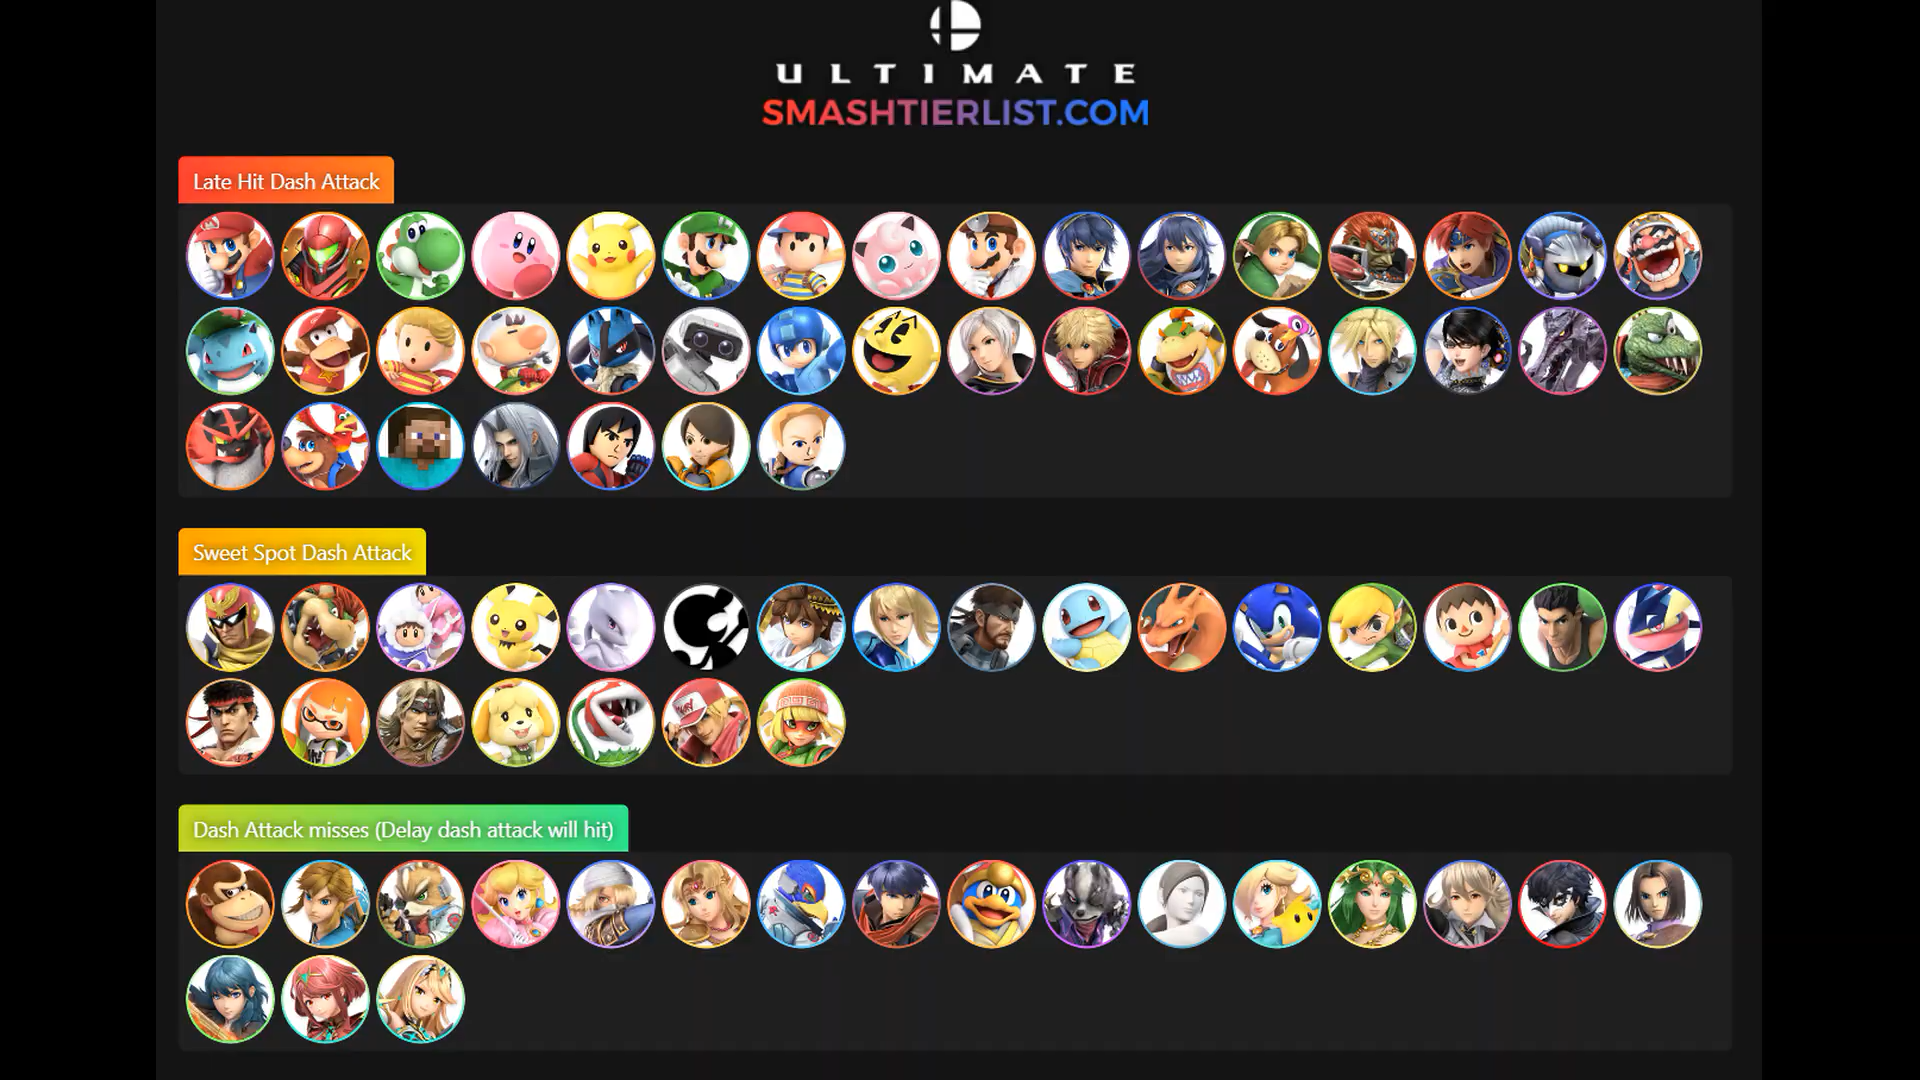 ULTIMATE
SMASHTIERLIST.COM
Late Hit Dash Attack
Sweet Spot Dash Attack
Dash Attack misses (Delay dash attack will hit)